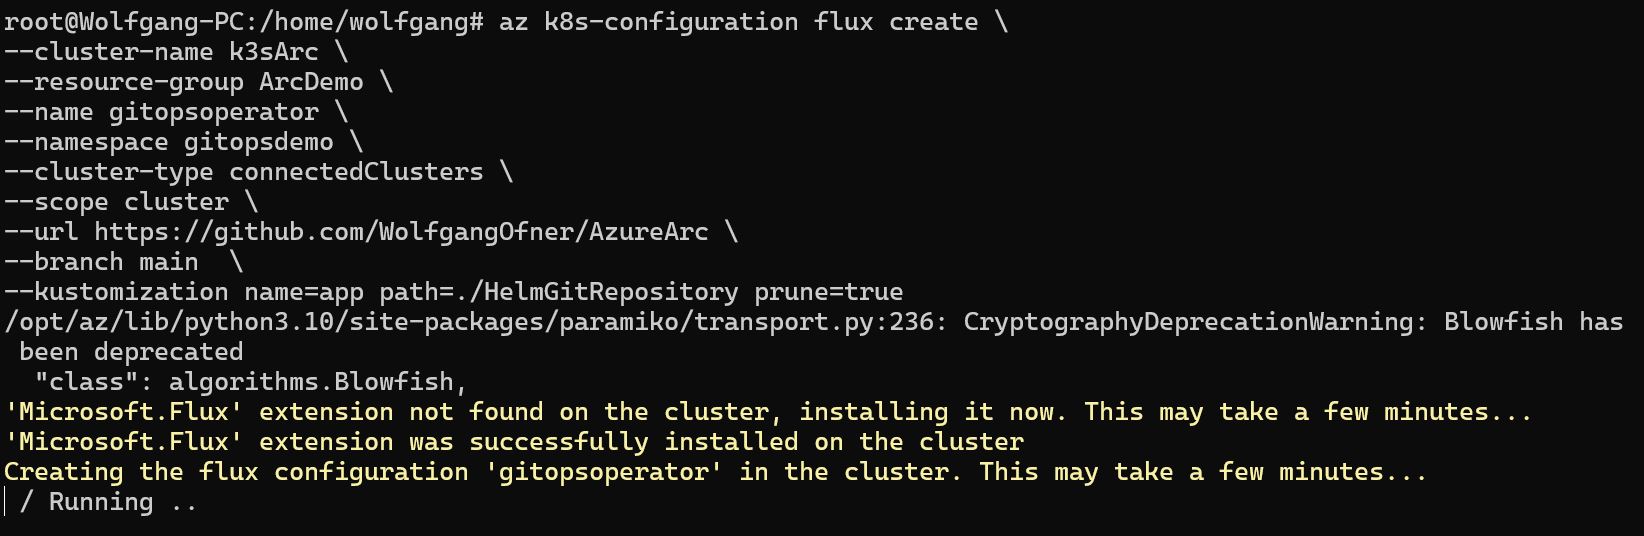 root@Wolfgang-PC:/home/wolfgang# az k8s-configuration flux create \
--cluster-name k3sArc \
--resource-group ArcDemo \
--name gitopsoperator \
--namespace gitopsdemo \
--cluster-type connectedClusters \
--scope cluster \
--url https://github.com/WolfgangOfner/AzureArc \
--branch main  \
--kustomization name=app path=./HelmGitRepository prune=true
/opt/az/lib/python3.10/site-packages/paramiko/transport.py:236: CryptographyDeprecationWarning: Blowfish has
 been deprecated
  "class": algorithms.Blowfish,
'Microsoft.Flux' extension not found on the cluster, installing it now. This may take a few minutes...
'Microsoft.Flux' extension was successfully installed on the cluster
Creating the flux configuration 'gitopsoperator' in the cluster. This may take a few minutes...
 / Running ..